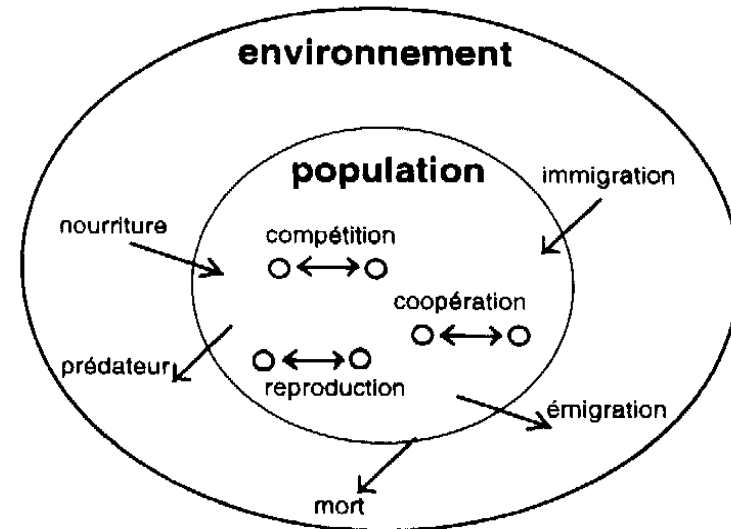 environnement
population
immigration
nourriture
compétition
coopération
prédateur
reproduction
émigration
mort